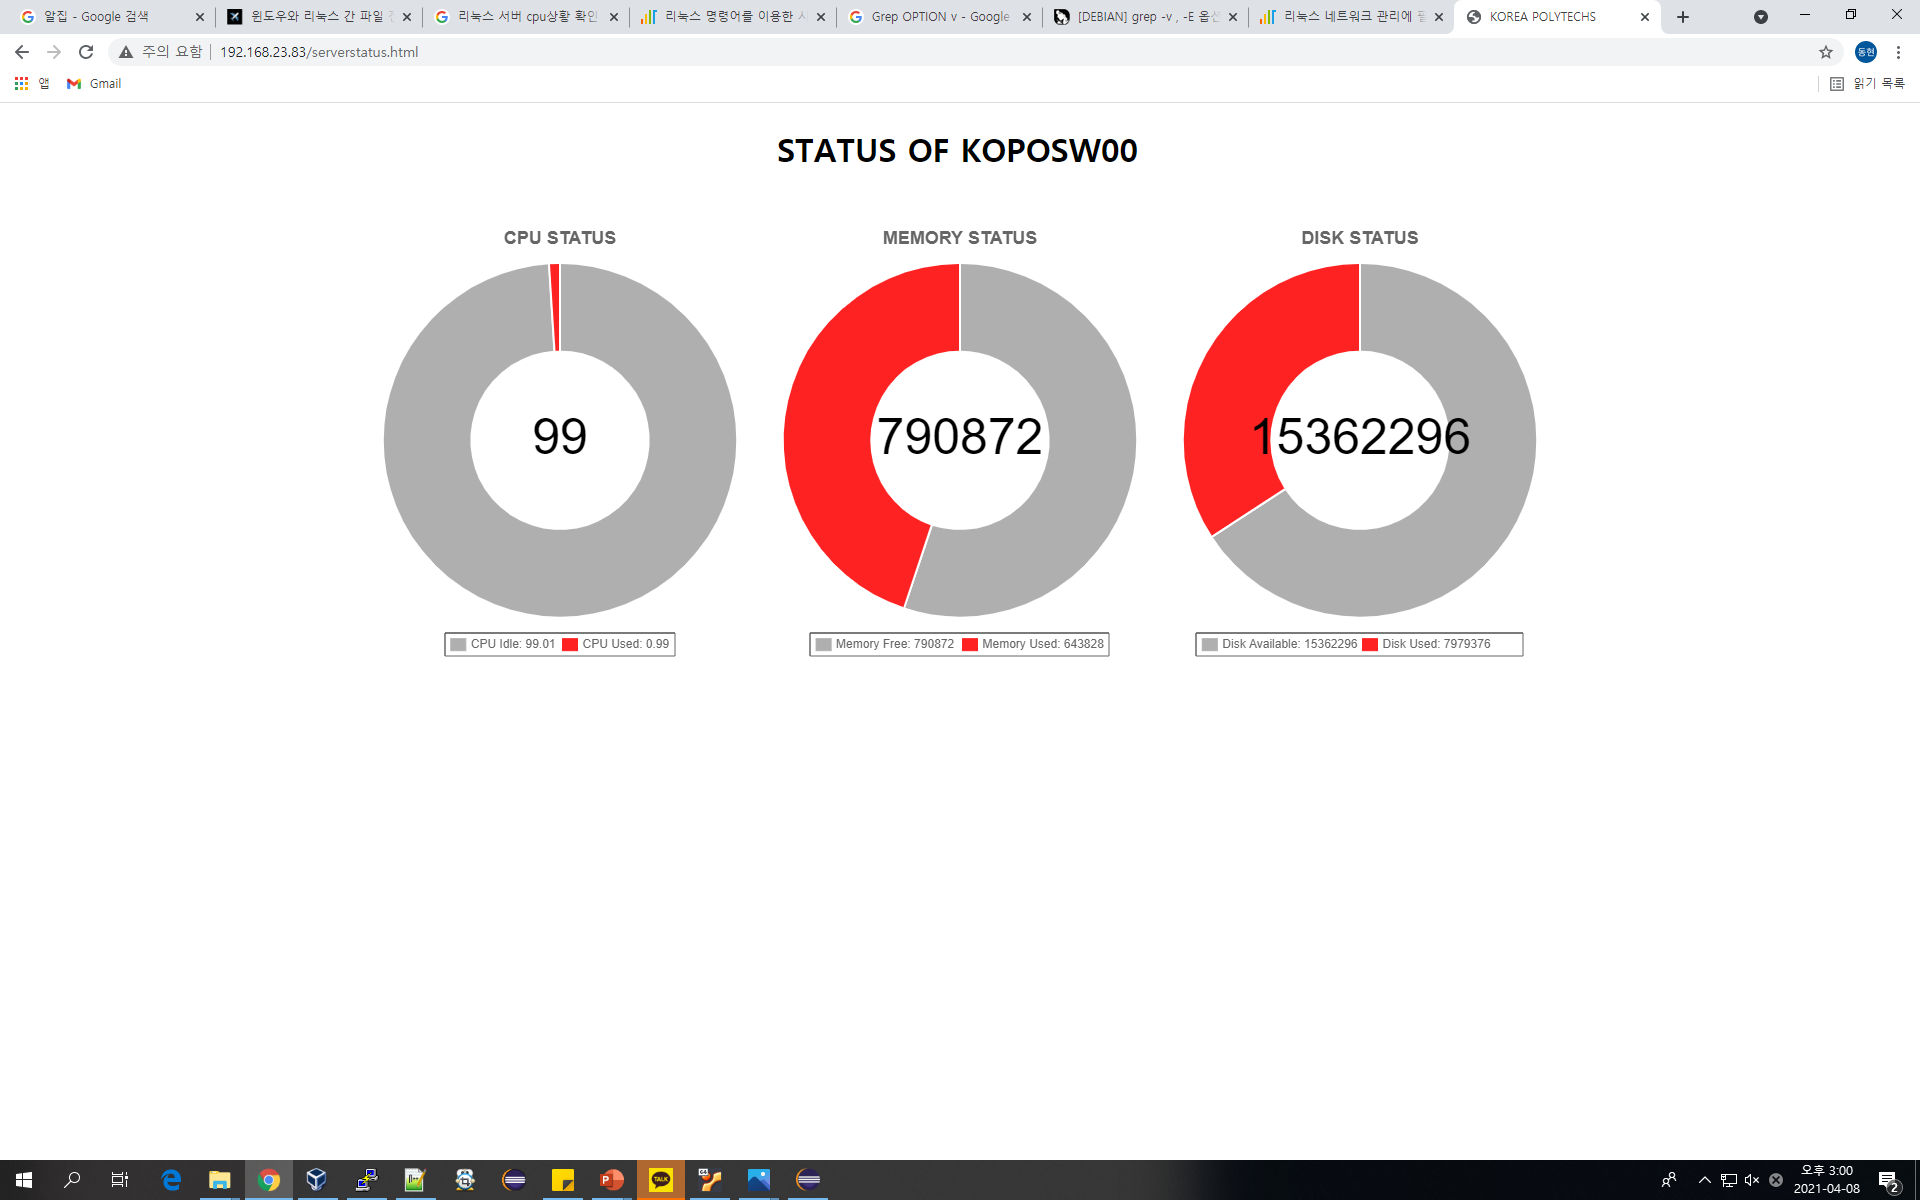 알집 - Google 검색
윈도우와 리눅스 간 파일
리눅스 서버 cpu상황 확인
리눅스 명령어를 이용한
Grep OPTION v - Google
[DEBIAN] grep -v , -E 옵션
리눅스 네트워크 관리에
KOREA POLYTECHS
주의 요함 | 192.168.23.83/serverstatus.html
동현
앱 Gmail
읽기 목록
STATUS OF KOPOSW00
CPU STATUS
99
CPU Idle: 99.01 CPU Used: 0.99
MEMORY STATUS
790872
Memory Free: 790872 Memory Used: 643828
DISK STATUS
15362296
Disk Available: 15362296 Disk Used: 7979376
TALK
오후 3:00
2021-04-08
2